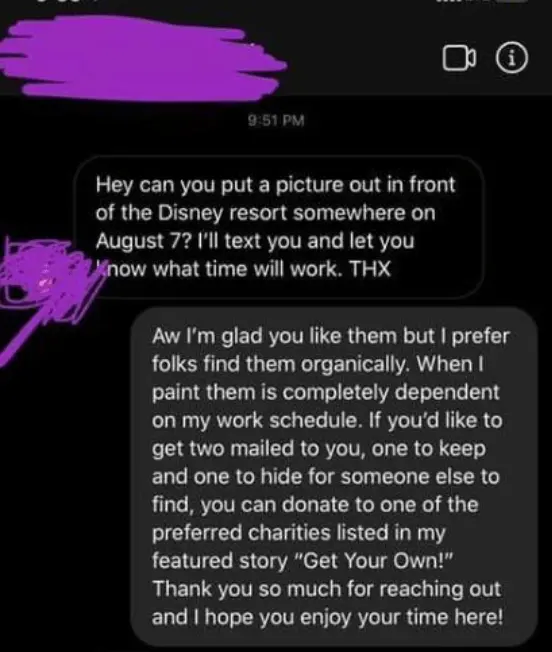 9:51 PM
Hey can you put a picture out in front
of the Disney resort somewhere on
August 7? I'll text you and let you
know what time will work. THX
Aw I'm glad you like them but I prefer
folks find them organically. When I
paint them is completely dependent
on my work schedule. If you'd like to
get two mailed to you, one to keep
and one to hide for someone else to
find, you can donate to one of the
preferred charities listed in my
featured story "Get Your Own!"
Thank you so much for reaching out
and I hope you enjoy your time here!